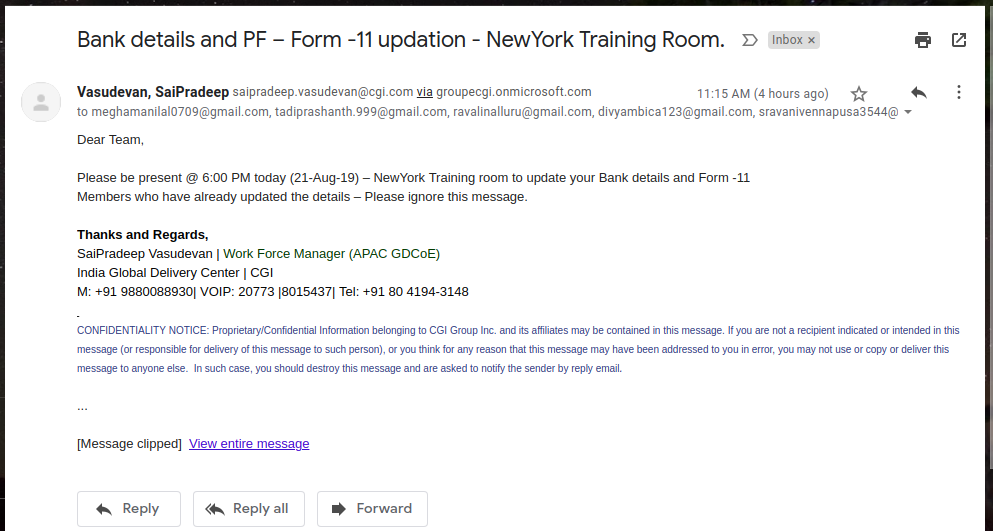 Bank details and PF – Form -11 updation - NewYork Training Room. Inbox ×
Vasudevan, SaiPradeep saipradeep.vasudevan@cgi.com via groupecgi.onmicrosoft.com 11:15 AM (4 hours ago)
to meghamanilal0709@gmail.com, tadiprashanth.999@gmail.com, ravalinalluru@gmail.com, divyambica123@gmail.com, sravanivennapusa3544@
Dear Team,
Please be present @ 6:00 PM today (21-Aug-19) – NewYork Training room to update your Bank details and Form -11
Members who have already updated the details – Please ignore this message.
Thanks and Regards,
SaiPradeep Vasudevan | Work Force Manager (APAC GDCoE)
India Global Delivery Center | CGI
M: +91 9880088930| VOIP: 20773 |8015437| Tel: +91 80 4194-3148
CONFIDENTIALITY NOTICE: Proprietary/Confidential Information belonging to CGI Group Inc. and its affiliates may be contained in this message. If you are not a recipient indicated or intended in this
message (or responsible for delivery of this message to such person), or you think for any reason that this message may have been addressed to you in error, you may not use or copy or deliver this
message to anyone else.  In such case, you should destroy this message and are asked to notify the sender by reply email.
...
[Message clipped]  View entire message
Reply Reply all Forward